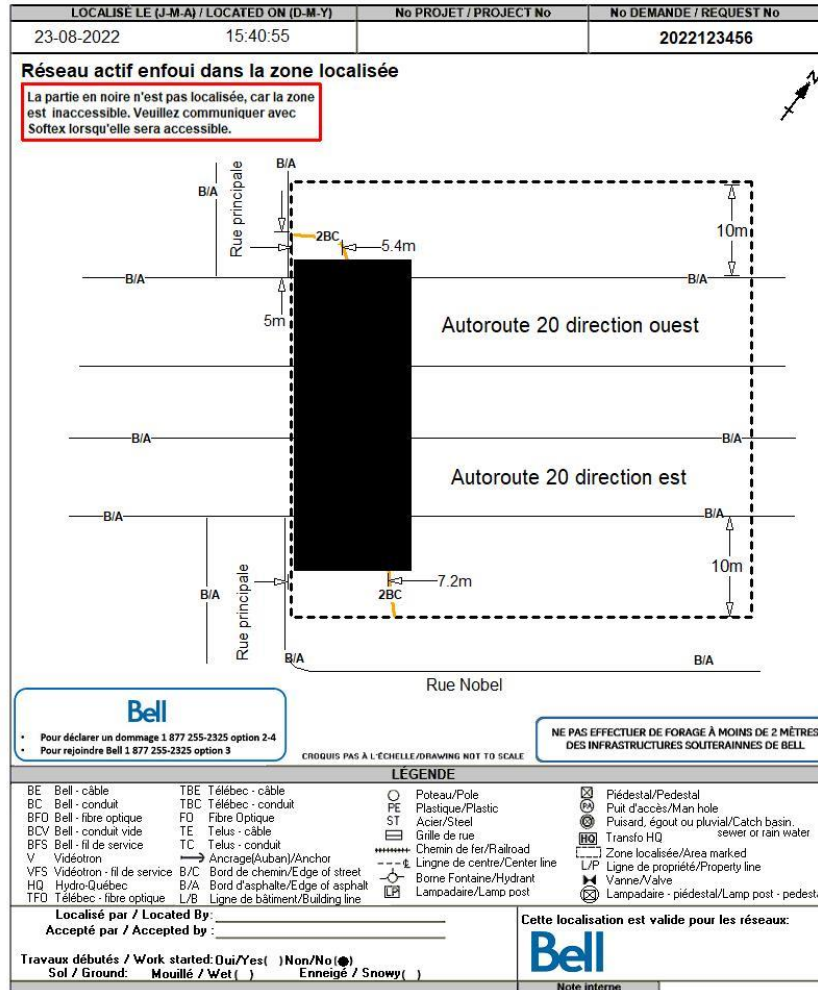 LOCALISÉ LE (J-M-A) / LOCATED ON (D-M-Y) No PROJET / PROJECT No No DEMANDE / REQUEST No
23-08-2022 15:40:55 2022123456
Réseau actif enfoui dans la zone localisée
La partie en noire n'est pas localisée, car la zone
est inaccessible. Veuillez communiquer avec
Softex lorsqu'elle sera accessible.
N
B/A
B/A
Rue principale
2BC
5.4m
10m
B/A
B/A
5m
Autoroute 20 direction ouest
B/A
B/A
Autoroute 20 direction est
B/A
B/A
10m
7.2m
2BC
B/A
Rue principale
B/A
B/A
Rue Nobel
Bell
• Pour déclarer un dommage 1 877 255-2325 option 2-4
• Pour rejoindre Bell 1 877 255-2325 option 3
CROQUIS PAS À L'ÉCHELLE/DRAWING NOT TO SCALE
NE PAS EFFECTUER DE FORAGE À MOINS DE 2 MÈTRES
DES INFRASTRUCTURES SOUTERAINNES DE BELL
LÉGENDE
BE Bell - câble
BC Bell - conduit
BFO Bell - fibre optique
BCV Bell - conduit vide
BFS Bell - fil de service
V Vidéotron
VFS Vidéotron - fil de service
HQ Hydro-Québec
TFO Télébec - fibre optique
TBE Télébec - câble
TBC Télébec - conduit
FO Fibre Optique
TE Telus - câble
TC Telus - conduit
Ancrage(Auban)/Anchor
B/C Bord de chemin/Edge of street
B/A Bord d'asphalte/Edge of asphalt
L/B Ligne de bâtiment/Building line
Poteau/Pole
PE Plastique/Plastic
ST Acier/Steel
Grille de rue
Chemin de fer/Railroad
Lingne de centre/Center line
Borne Fontaine/Hydrant
LP Lampadaire/Lamp post
Piédestal/Pedestal
PA Puit d'accès/Man hole
Puisard, égout ou pluvial/Catch basin.
sewer or rain water
HQ Transfo HQ
Zone localisée/Area marked
L/P Ligne de propriété/Property line
Vanne/Valve
Lampadaire - piédestal/Lamp post - pedesta
Localisé par / Located By:
Accepté par / Accepted by :
Travaux débutés / Work started: Oui/Yes( ) Non/No(●)
Sol / Ground: Mouillé / Wet ( ) Enneigé / Snowy( )
Cette localisation est valide pour les réseaux:
Bell
Note interne